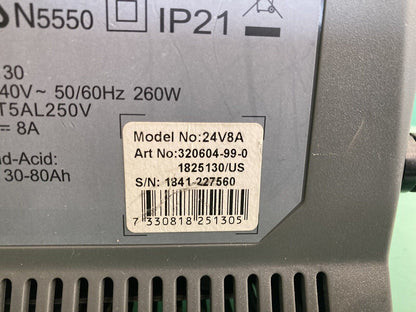 N5550 IP21
30
40V~ 50/60Hz 260W
T5AL250V
= 8A
d-Acid:
30-80Ah
Model No:24V8A
Art No:320604-99-0
1825130/US
S/N: 1841 227560
7 330818 251305